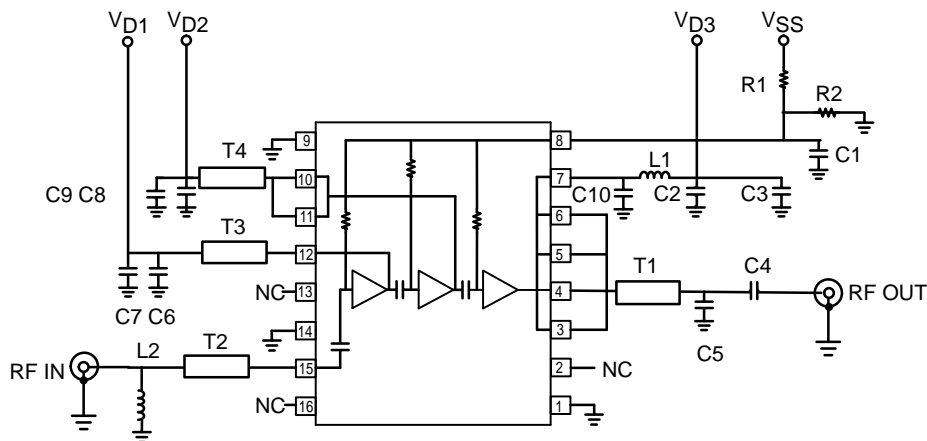 VD1
VD2
VD3
VSS
R1
R2
C1
9
8
T4
10
7
L1
C9 C8
C10
C2
C3
11
6
T3
12
5
T1
C4
4
RF OUT
NC
13
C7 C6
14
3
C5
L2
T2
RF IN
15
2
NC
NC
16
1